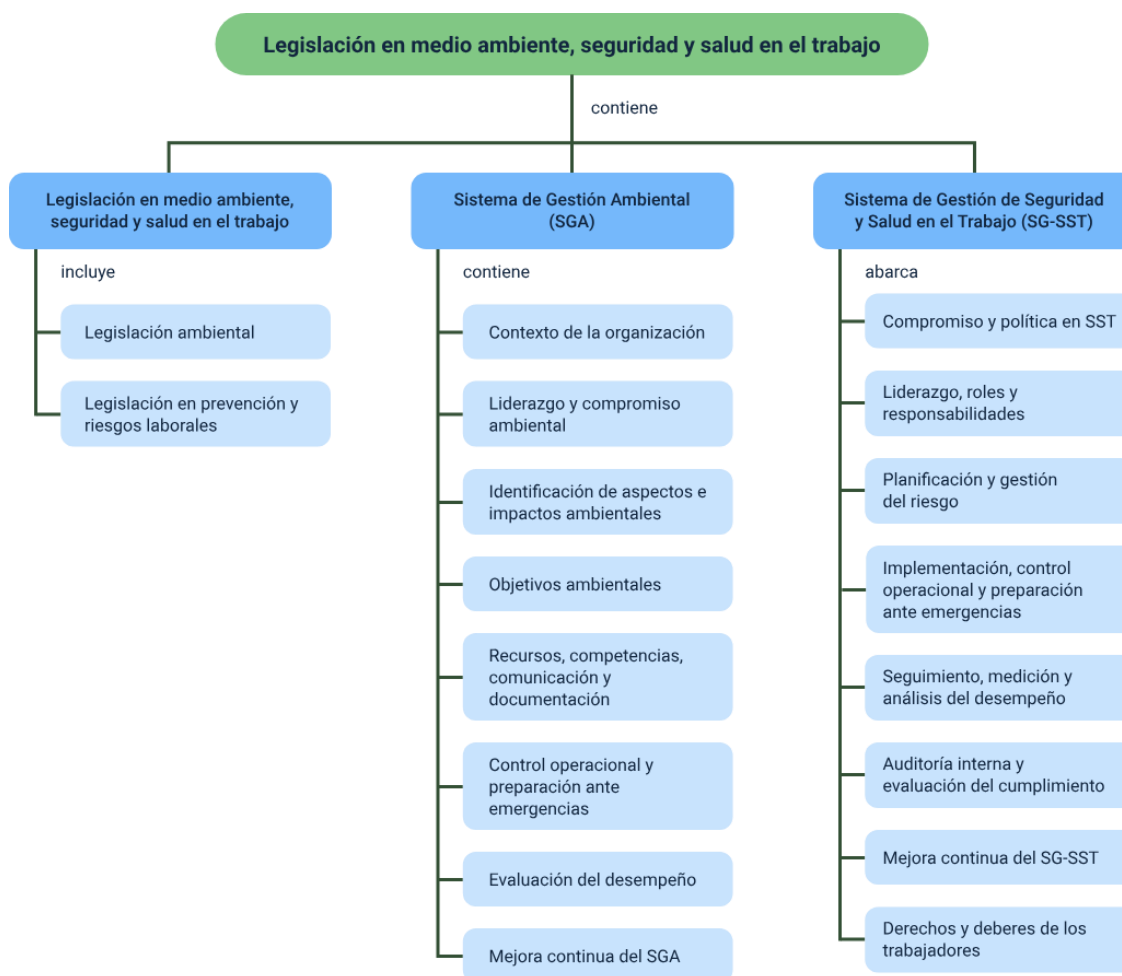 Legislación en medio ambiente, seguridad y salud en el trabajo
contiene
Legislación en medio ambiente,
seguridad y salud en el trabajo
incluye
Legislación ambiental
Legislación en prevención y
riesgos laborales
Sistema de Gestión Ambiental
(SGA)
contiene
Contexto de la organización
Liderazgo y compromiso
ambiental
Identificación de aspectos e
impactos ambientales
Objetivos ambientales
Recursos, competencias,
comunicación y
documentación
Control operacional y
preparación ante
emergencias
Evaluación del desempeño
Mejora continua del SGA
Sistema de Gestión de Seguridad
y Salud en el Trabajo (SG-SST)
abarca
Compromiso y política en SST
Liderazgo, roles y
responsabilidades
Planificación y gestión
del riesgo
Implementación, control
operacional y preparación
ante emergencias
Seguimiento, medición y
análisis del desempeño
Auditoría interna y
evaluación del cumplimiento
Mejora continua del SG-SST
Derechos y deberes de los
trabajadores